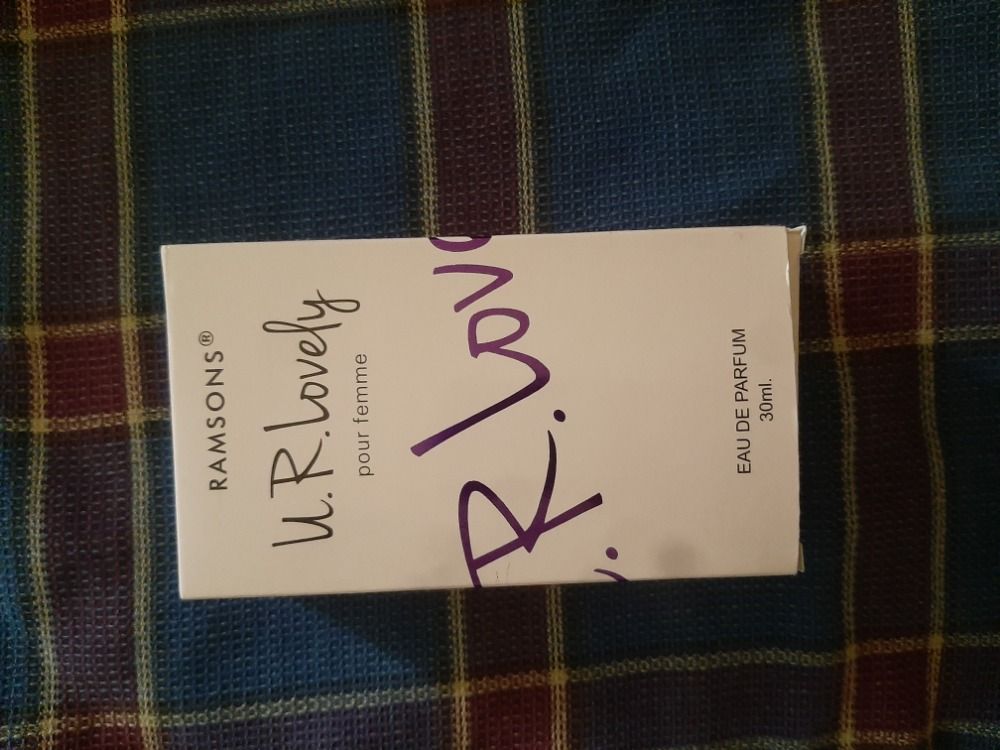 RAMSONS®
U.R.Lovely
pour femme
R.Love
EAU DE PARFUM
30ml.